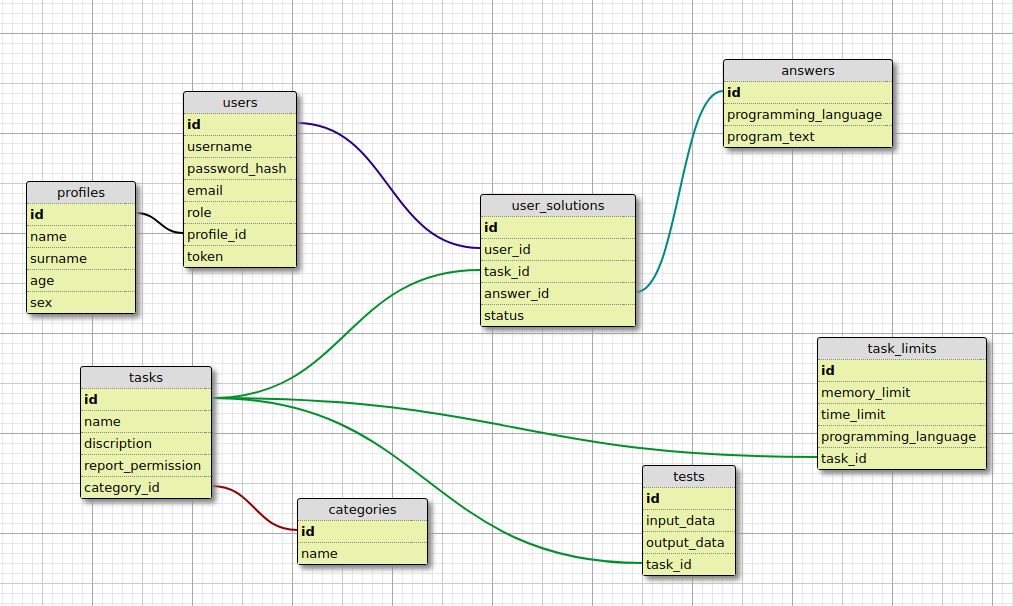 answers
id
programming_language
program_text
users
id
username
password_hash
email
role
profile_id
token
profiles
id
name
surname
age
sex
user_solutions
id
user_id
task_id
answer_id
status
task_limits
id
memory_limit
time_limit
programming_language
task_id
tasks
id
name
discription
report_permission
category_id
tests
id
input_data
output_data
task_id
categories
id
name